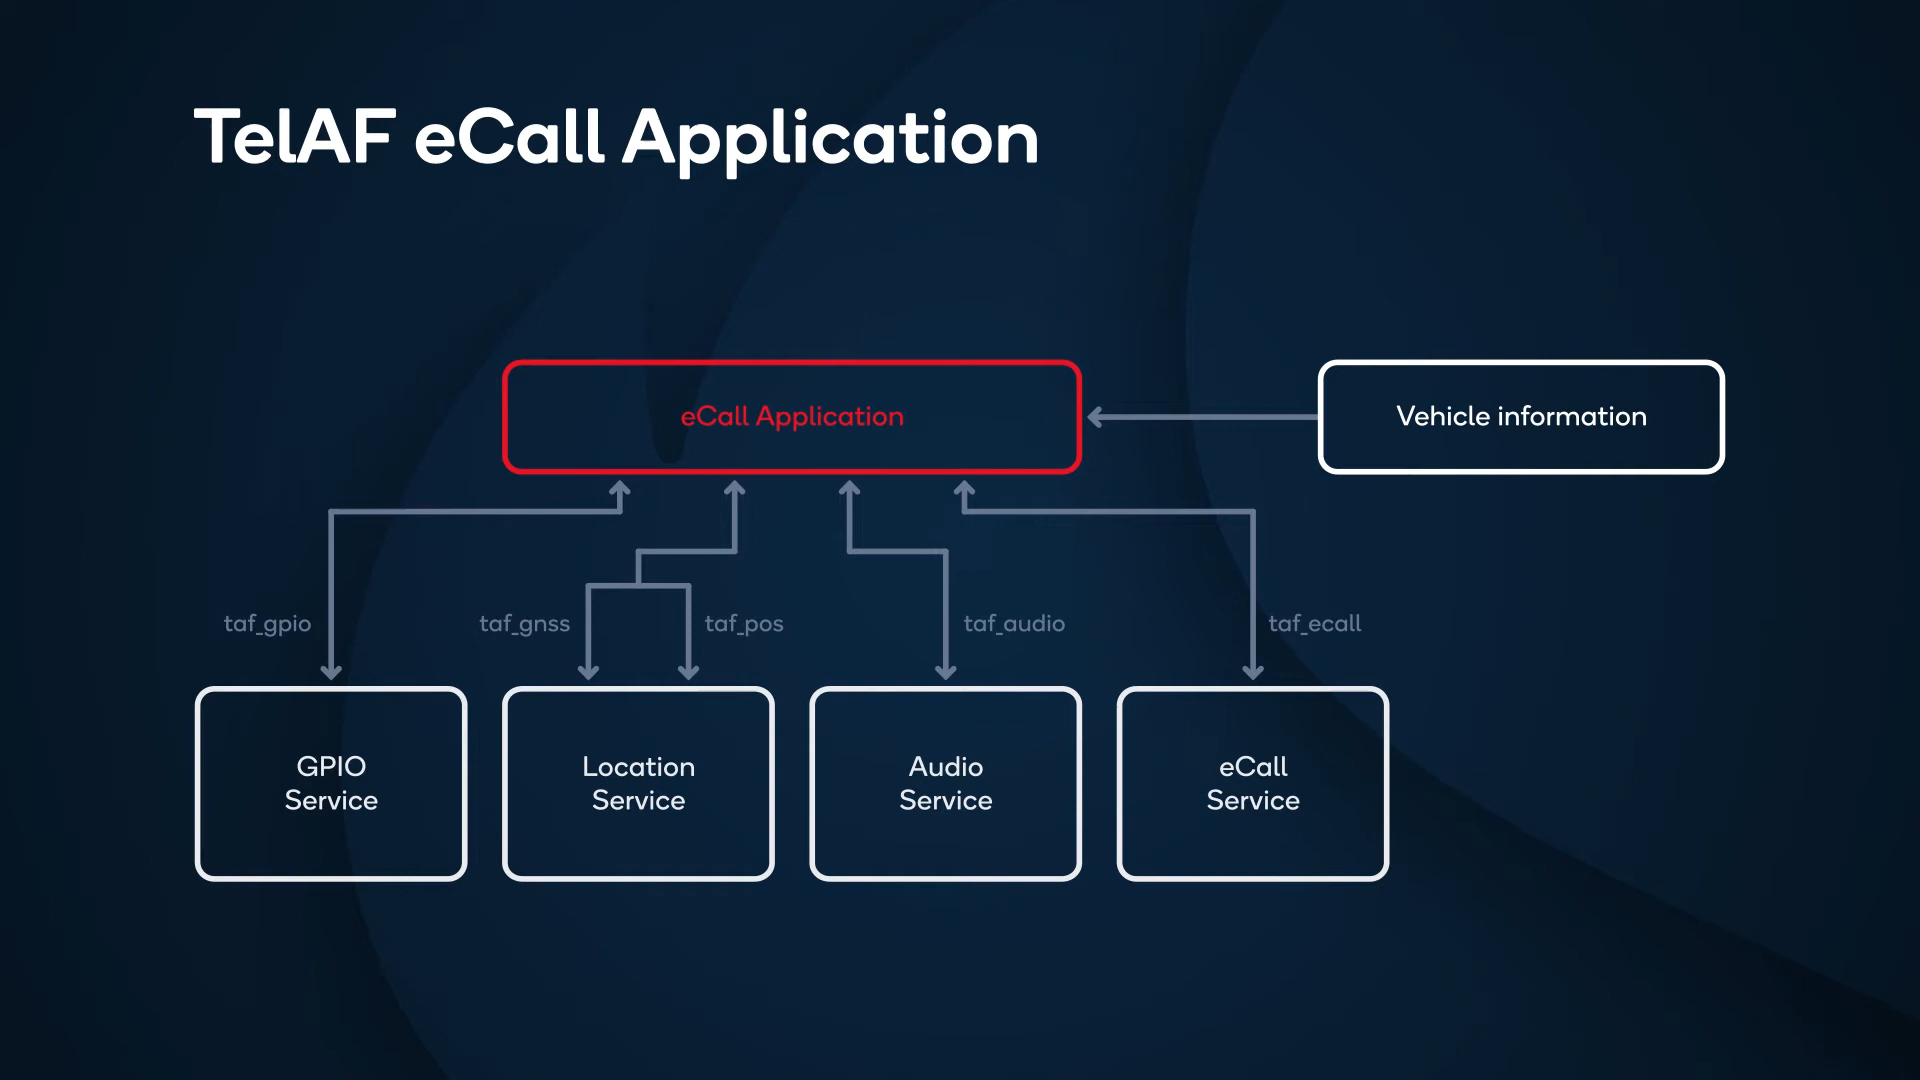 TelAF eCall Application
eCall Application
Vehicle information
taf_gpio
taf_gnss
taf_pos
taf_audio
taf_ecall
GPIO
Service
Location
Service
Audio
Service
eCall
Service